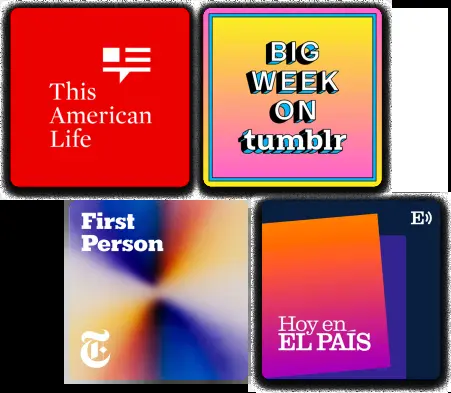 This
American
Life
BIG
WEEK
ON
tumblr
First
Person
T
E
Hoy en
EL PAÍS